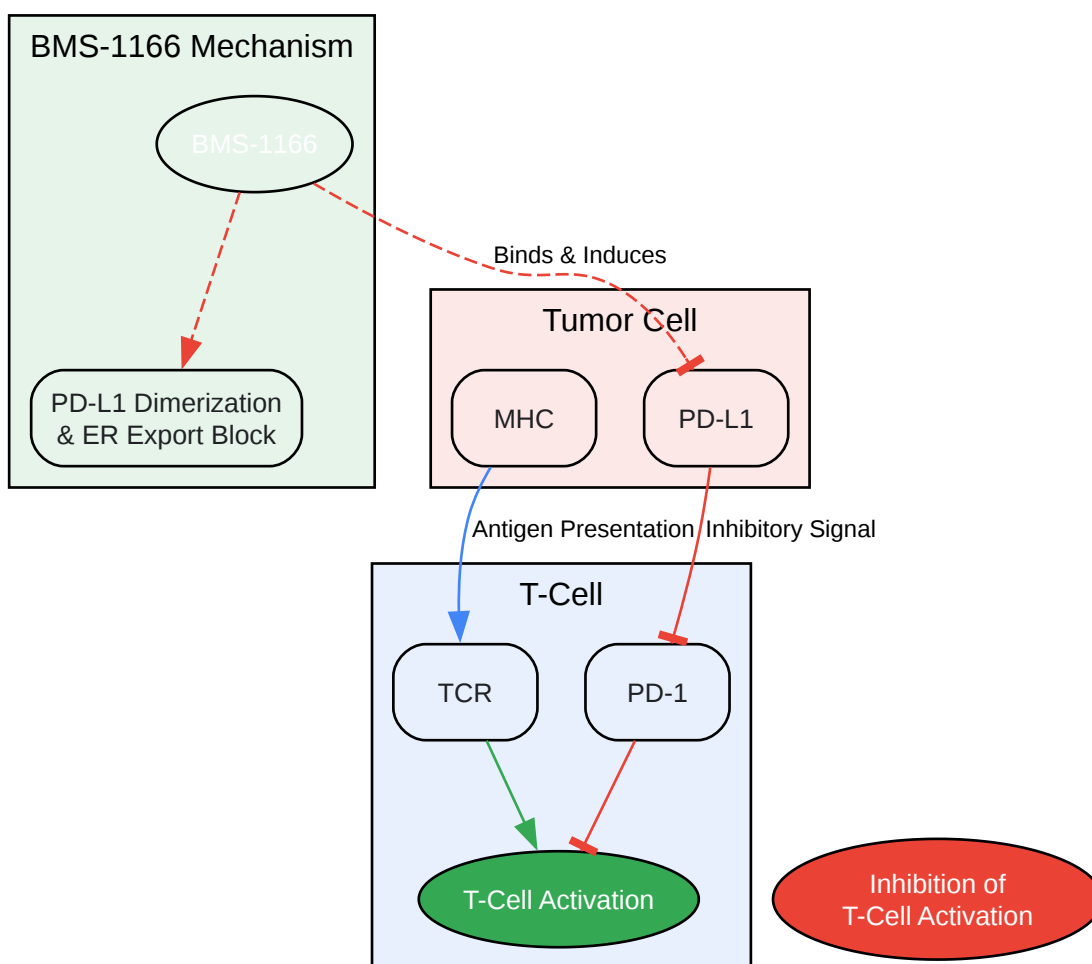 BMS-1166 Mechanism
BMS-1166
Binds & Induces
Tumor Cell
PD-L1 Dimerization
& ER Export Block
MHC
PD-L1
Antigen Presentation
Inhibitory Signal
T-Cell
TCR
PD-1
T-Cell Activation
Inhibition of
T-Cell Activation